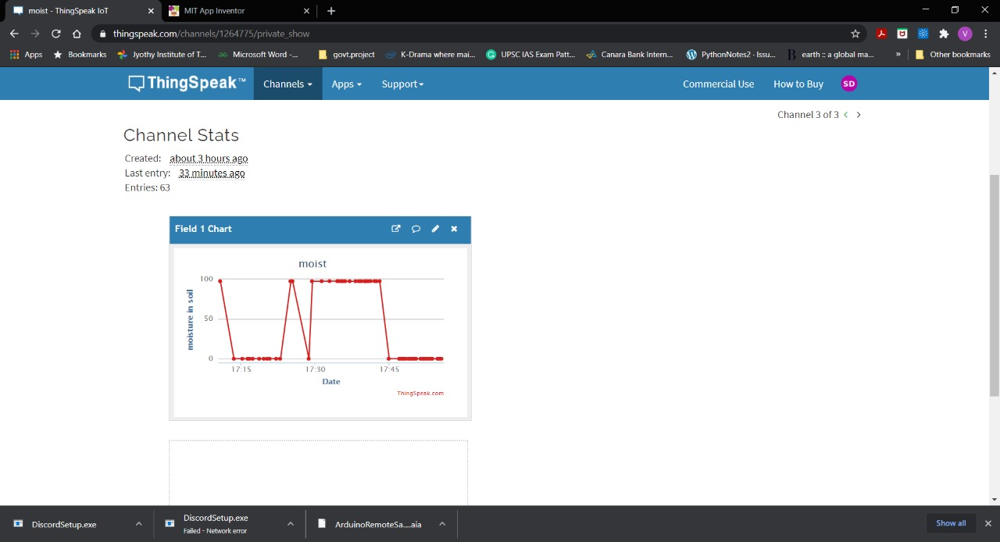 moist - ThingSpeak IoT
MIT App Inventor
thingspeak.com/channels/1264775/private_show
V
Apps
Bookmarks
Jyothy Institute of T...
Microsoft Word -...
govt.project
K-Drama where mai...
UPSC IAS Exam Patt...
Canara Bank Intern...
PythonNotes2 - Issu...
B
earth :: a global ma...
»
Other bookmarks
ThingSpeak™
Channels
Apps
Support
Commercial Use
How to Buy
SD
Channel 3 of 3 < >
Channel Stats
Created: about 3 hours ago
Last entry: 33 minutes ago
Entries: 63
Field 1 Chart
moist
moisture in soil
100
50
0
17:15
17:30
17:45
Date
ThingSpeak.com
DiscordSetup.exe
DiscordSetup.exe
Failed - Network error
ArduinoRemoteSa....aia
Show all